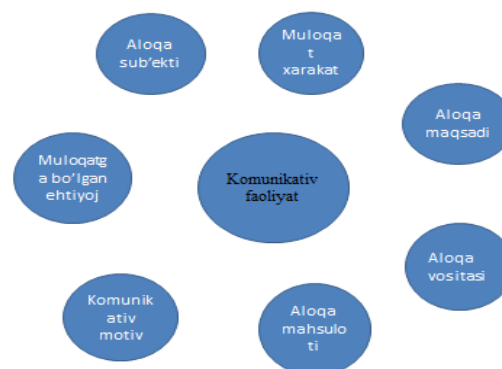 Aloqa
sub’ekti
Muloqa
t
xarakat
Aloqa
maqsadi
Muloqatg
a bo’lgan
ehtiyoj
Komunikativ
faoliyat
Aloqa
vositasi
Komunik
ativ
motiv
Aloqa
mahsulo
ti